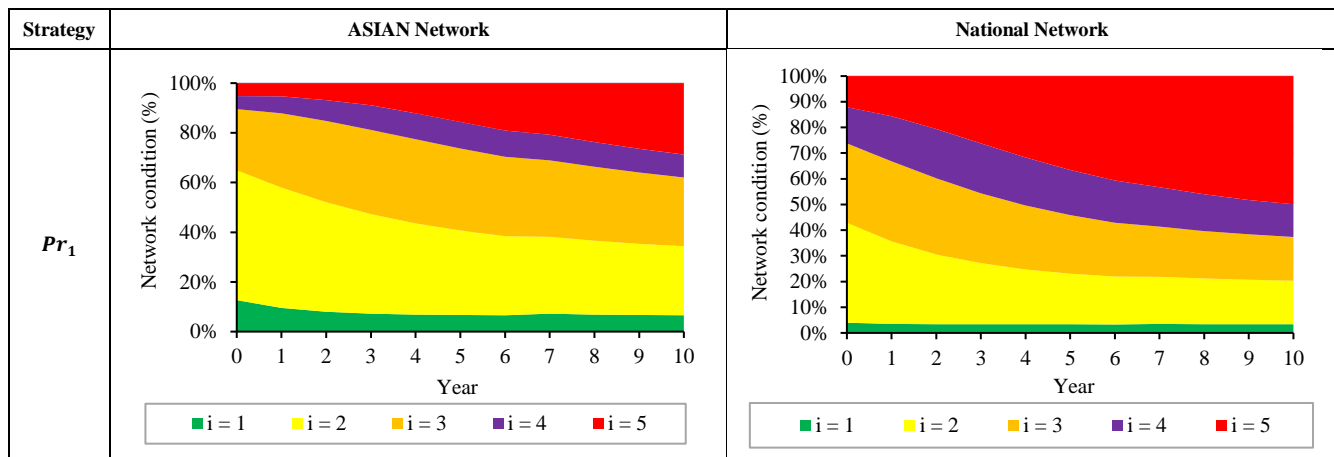 Strategy
ASIAN Network
National Network
Pr₁
Network condition (%)
100%
80%
60%
40%
20%
0%
0 1 2 3 4 5 6 7 8 9 10
Year
i = 1 i = 2 i = 3 i = 4 i = 5
Network condition (%)
100%
90%
80%
70%
60%
50%
40%
30%
20%
10%
0%
0 1 2 3 4 5 6 7 8 9 10
Year
i = 1 i = 2 i = 3 i = 4 i = 5